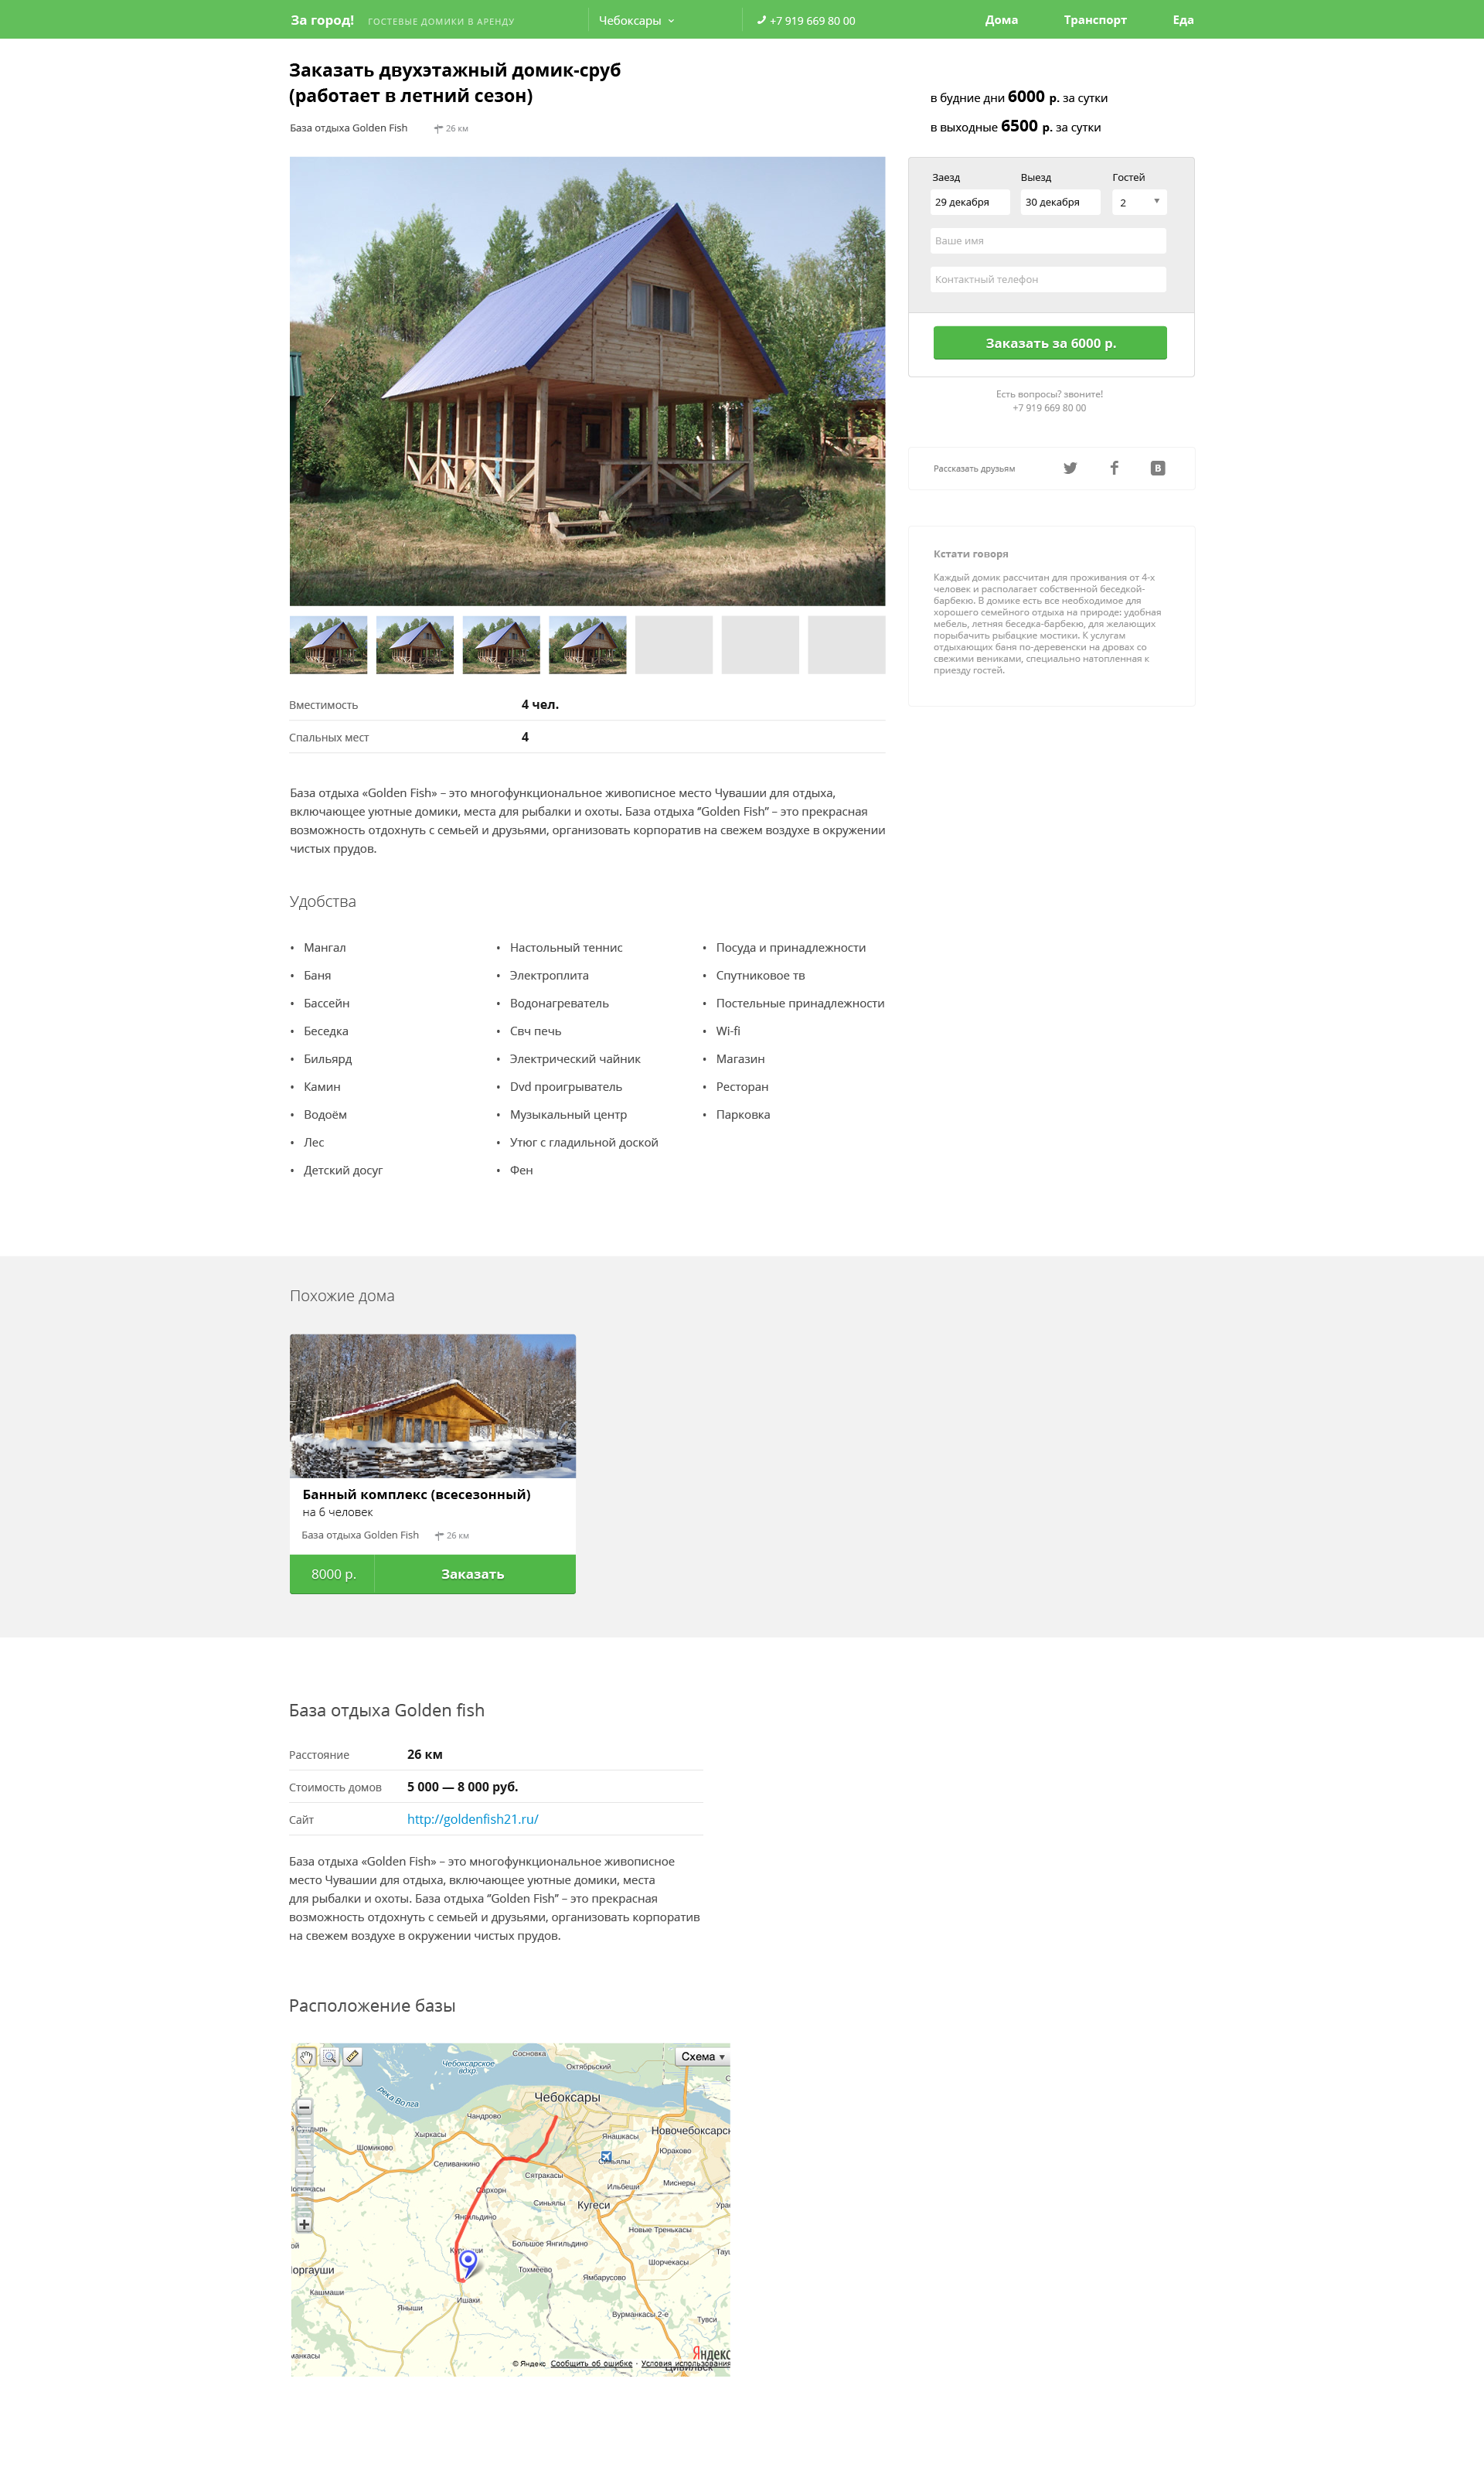 За город! ГОСТЕВЫЕ ДОМИКИ В АРЕНДУ Чебоксары +7 919 669 80 00 Дома Транспорт Еда
Заказать двухэтажный домик-сруб
(работает в летний сезон)
База отдыха Golden Fish 26 км
в будние дни 6000 р. за сутки
в выходные 6500 р. за сутки
Заезд Выезд Гостей
29 декабря 30 декабря 2
Ваше имя
Контактный телефон
Заказать за 6000 р.
Есть вопросы? звоните!
+7 919 669 80 00
Рассказать друзьям
Кстати говоря
Каждый домик рассчитан для проживания от 4-х
человек и располагает собственной беседкой-
барбекю. В домике есть все необходимое для
хорошего семейного отдыха на природе: удобная
мебель, летняя беседка-барбекю, для желающих
порыбачить рыбацкие мостики. К услугам
отдыхающих баня по-деревенски на дровах со
свежими вениками, специально натопленная к
приезду гостей.
Вместимость 4 чел.
Спальных мест 4
База отдыха «Golden Fish» – это многофункциональное живописное место Чувашии для отдыха,
включающее уютные домики, места для рыбалки и охоты. База отдыха “Golden Fish” – это прекрасная
возможность отдохнуть с семьей и друзьями, организовать корпоратив на свежем воздухе в окружении
чистых прудов.
Удобства
• Мангал
• Баня
• Бассейн
• Беседка
• Бильярд
• Камин
• Водоём
• Лес
• Детский досуг
• Настольный теннис
• Электроплита
• Водонагреватель
• Свч печь
• Электрический чайник
• Dvd проигрыватель
• Музыкальный центр
• Утюг с гладильной доской
• Фен
• Посуда и принадлежности
• Спутниковое тв
• Постельные принадлежности
• Wi-fi
• Магазин
• Ресторан
• Парковка
Похожие дома
Банный комплекс (всесезонный)
на 6 человек
База отдыха Golden Fish 26 км
8000 р. Заказать
База отдыха Golden fish
Расстояние 26 км
Стоимость домов 5 000 — 8 000 руб.
Сайт http://goldenfish21.ru/
База отдыха «Golden Fish» – это многофункциональное живописное
место Чувашии для отдыха, включающее уютные домики, места
для рыбалки и охоты. База отдыха “Golden Fish” – это прекрасная
возможность отдохнуть с семьей и друзьями, организовать корпоратив
на свежем воздухе в окружении чистых прудов.
Расположение базы
Схема
Сосновка
Чебоксарское
вдхр.
Октябрьский
река Волга
Чебоксары
Чандрово
Новочебоксарск
Хыркасы
Янашкасы
Шомиково
Юраково
Селиванкино
Синьялы
Сятракасы
Миснеры
Сархорн
Ильбеши
Синьялы
Кугеси
Янгильдино
Новые Тренькасы
Большое Янгильдино
Шорчекасы
Тохмеево
Ямбарусово
Кашмаши
Ишаки
Яныши
Вурманкасы 2-е
Тувси
Яндекс
© Яндекс Сообщить об ошибке · Условия использования